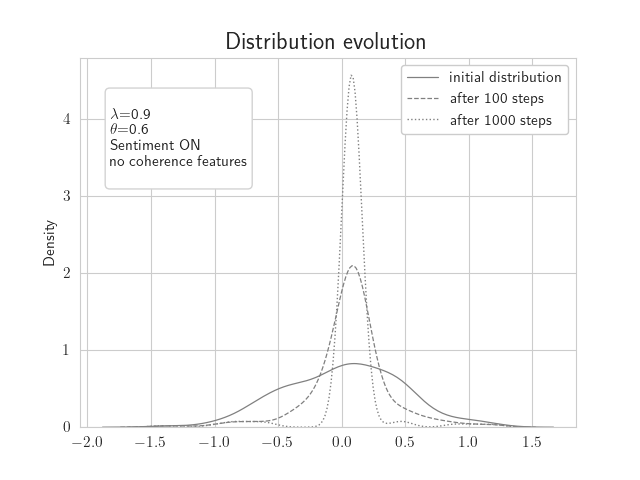 Distribution evolution
initial distribution
after 100 steps
after 1000 steps
λ=0.9
θ=0.6
Sentiment ON
no coherence features
Density
4
3
2
1
0
−2.0 −1.5 −1.0 −0.5 0.0 0.5 1.0 1.5